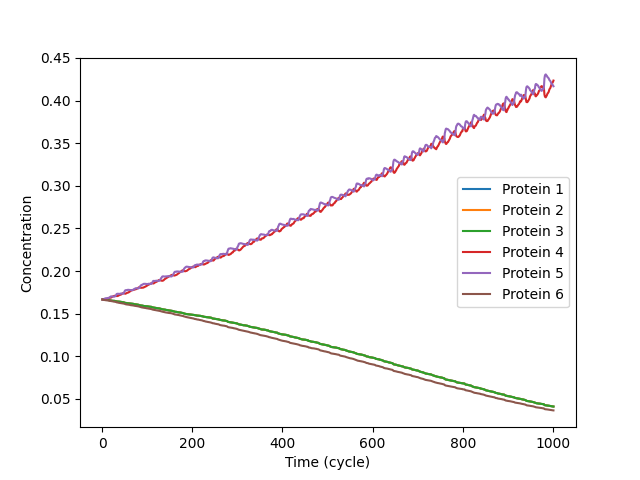 0.45
0.40
0.35
0.30
0.25
0.20
0.15
0.10
0.05
Concentration
Protein 1
Protein 2
Protein 3
Protein 4
Protein 5
Protein 6
0 200 400 600 800 1000
Time (cycle)